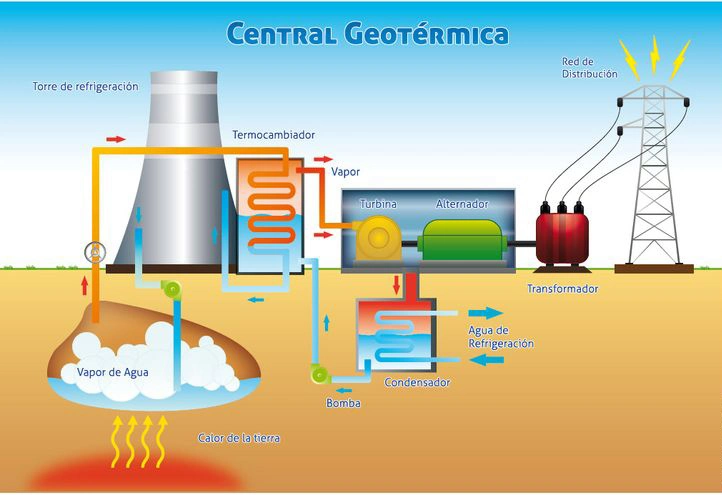 Central Geotérmica
Red de
Distribución
Torre de refrigeración
Termocambiador
Vapor
Turbina
Alternador
Transformador
Agua de
Refrigeración
Vapor de Agua
Condensador
Bomba
Calor de la tierra